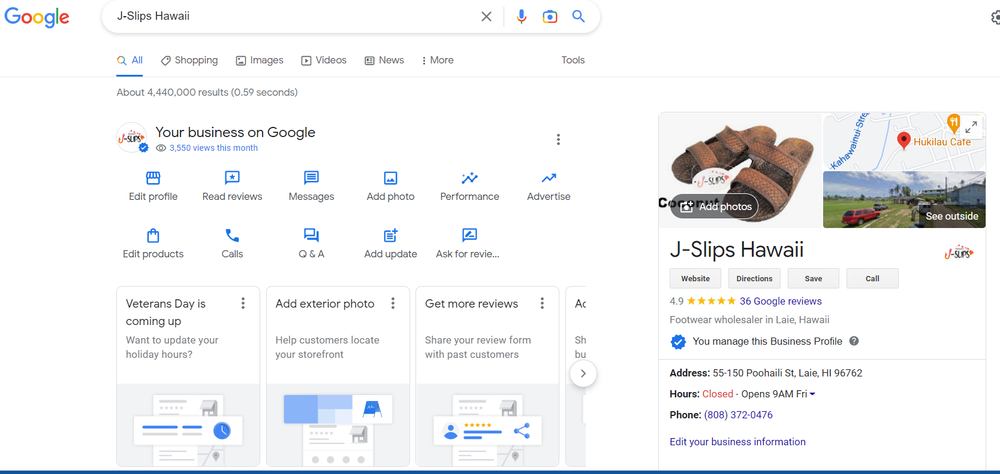 Google
J-Slips Hawaii
All
Shopping
Images
Videos
News
More
Tools
About 4,440,000 results (0.59 seconds)
J-SLIPS
Your business on Google
3,550 views this month
Edit profile
Read reviews
Messages
Add photo
Performance
Advertise
Edit products
Calls
Q & A
Add update
Ask for revie...
Veterans Day is
coming up
Want to update your
holiday hours?
Add exterior photo
Help customers locate
your storefront
Get more reviews
Share your review form
with past customers
Ac
Sh
bu
J-SLIPS
Coconut
Add photos
Kahawainui Stre
Hukilau Cafe
See outside
J-Slips Hawaii
J-SLIPS
Website
Directions
Save
Call
4.9
36 Google reviews
Footwear wholesaler in Laie, Hawaii
You manage this Business Profile
Address: 55-150 Poohaili St, Laie, HI 96762
Hours: Closed · Opens 9AM Fri
Phone: (808) 372-0476
Edit your business information